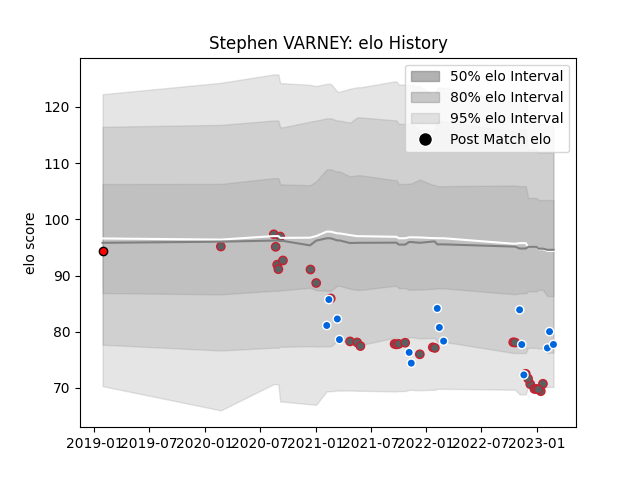 Stephen VARNEY: elo History
50% elo Interval
80% elo Interval
95% elo Interval
Post Match elo
elo score
120
110
100
90
80
70
2019-01 2019-07 2020-01 2020-07 2021-01 2021-07 2022-01 2022-07 2023-01